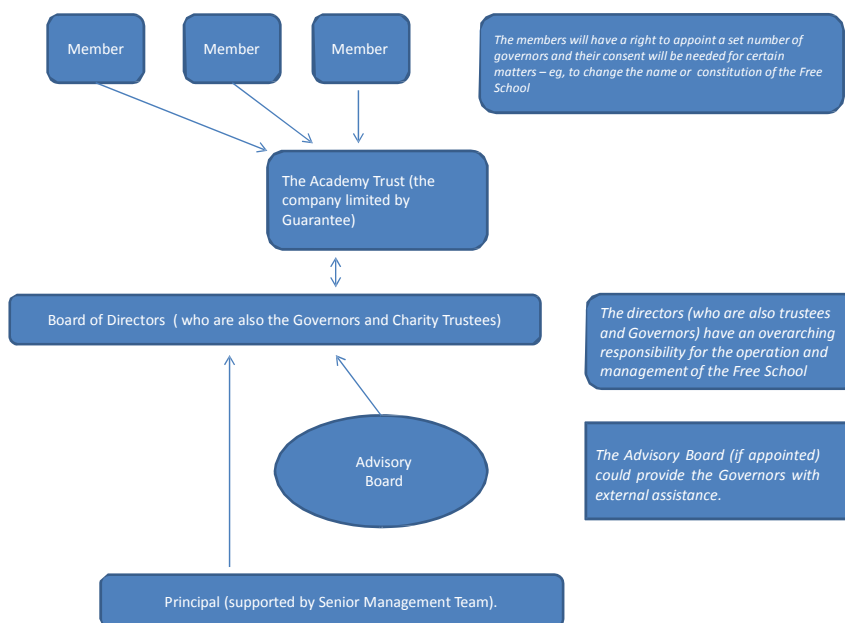 Member
Member
Member
The members will have a right to appoint a set number of
governors and their consent will be needed for certain
matters – eg, to change the name or constitution of the Free
School
The Academy Trust (the
company limited by
Guarantee)
Board of Directors ( who are also the Governors and Charity Trustees)
The directors (who are also trustees
and Governors) have an overarching
responsibility for the operation and
management of the Free School
Advisory
Board
The Advisory Board (if appointed)
could provide the Governors with
external assistance.
Principal (supported by Senior Management Team).